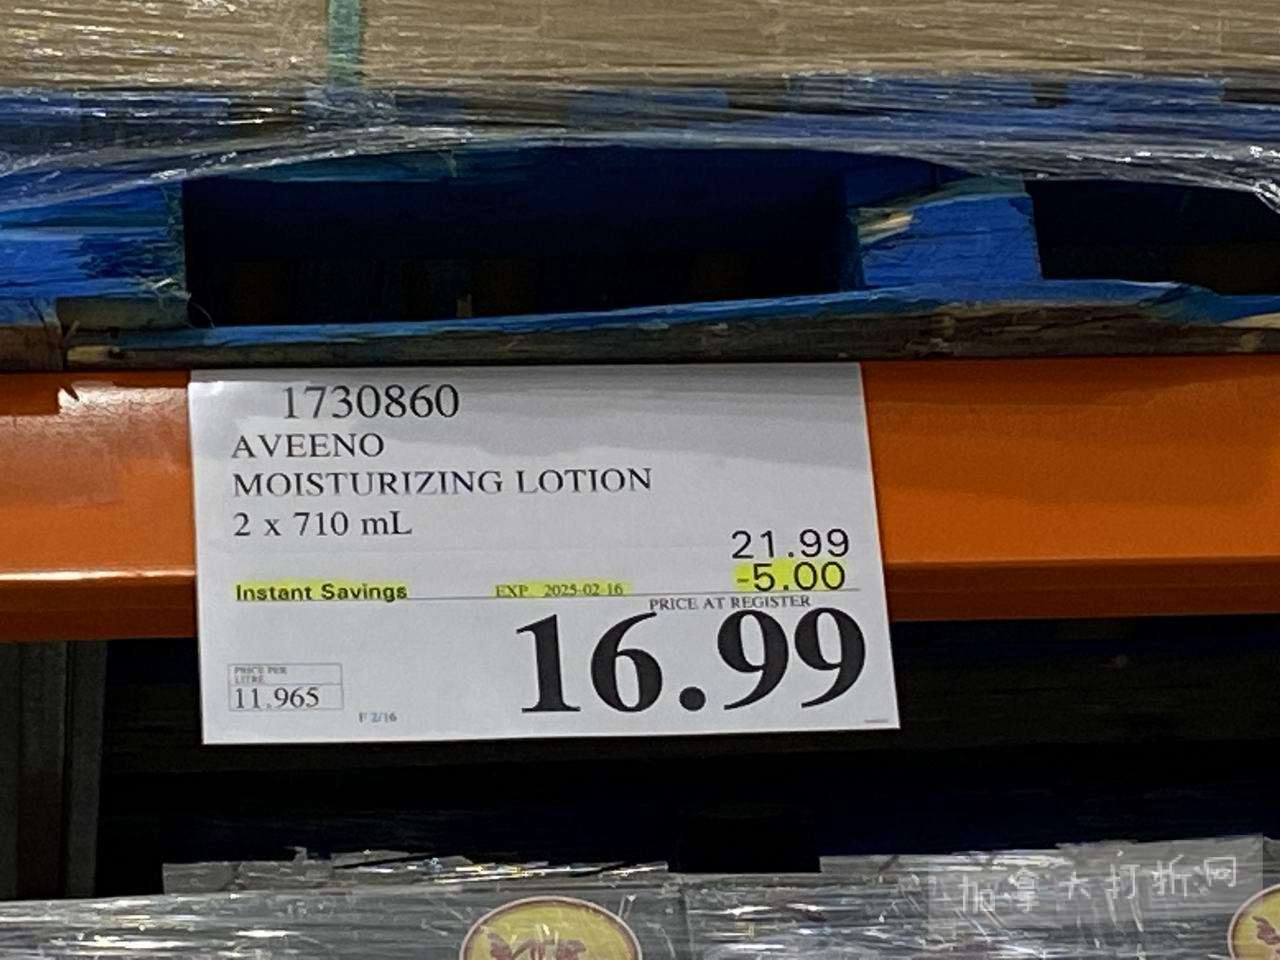 1730860
AVEENO
MOISTURIZING LOTION
2 x 710 mL
21.99
Instant Savings EXP 2025-02-16 -5.00
PRICE AT REGISTER
16.99
PRICE PER
LITRE
11.965
P 2/16
加拿大打折网